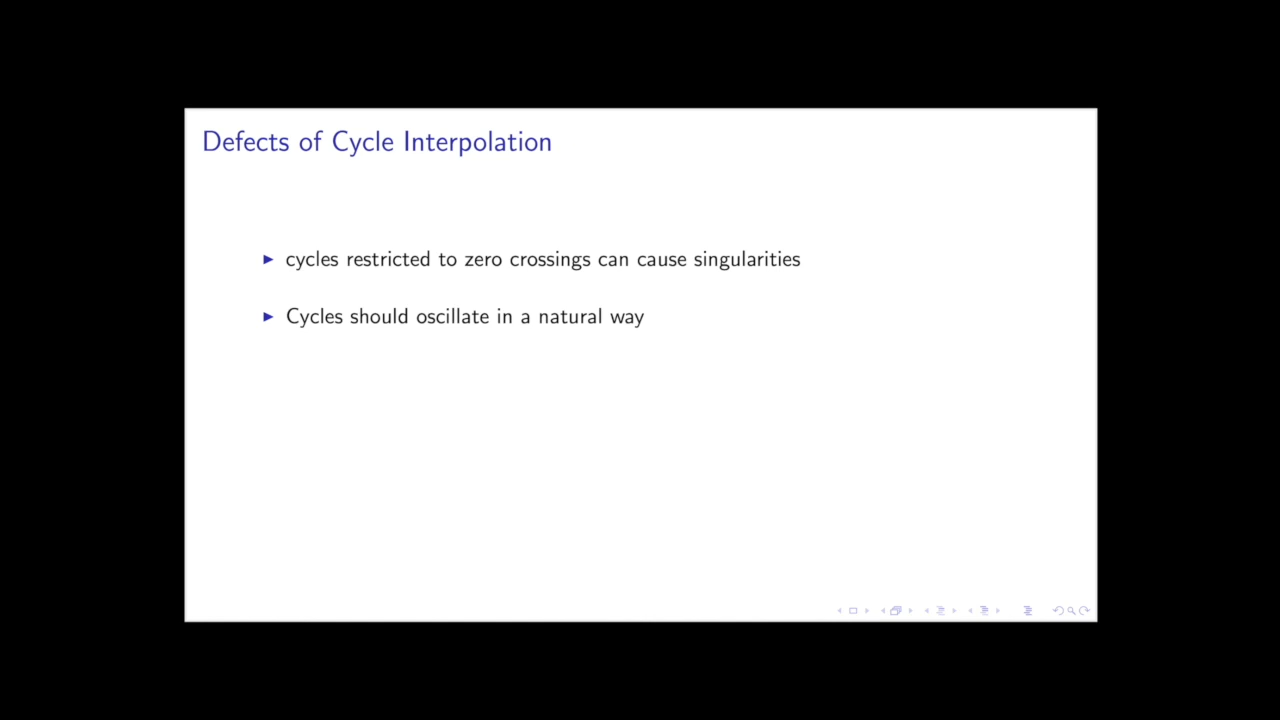 Defects of Cycle Interpolation
cycles restricted to zero crossings can cause singularities
Cycles should oscillate in a natural way